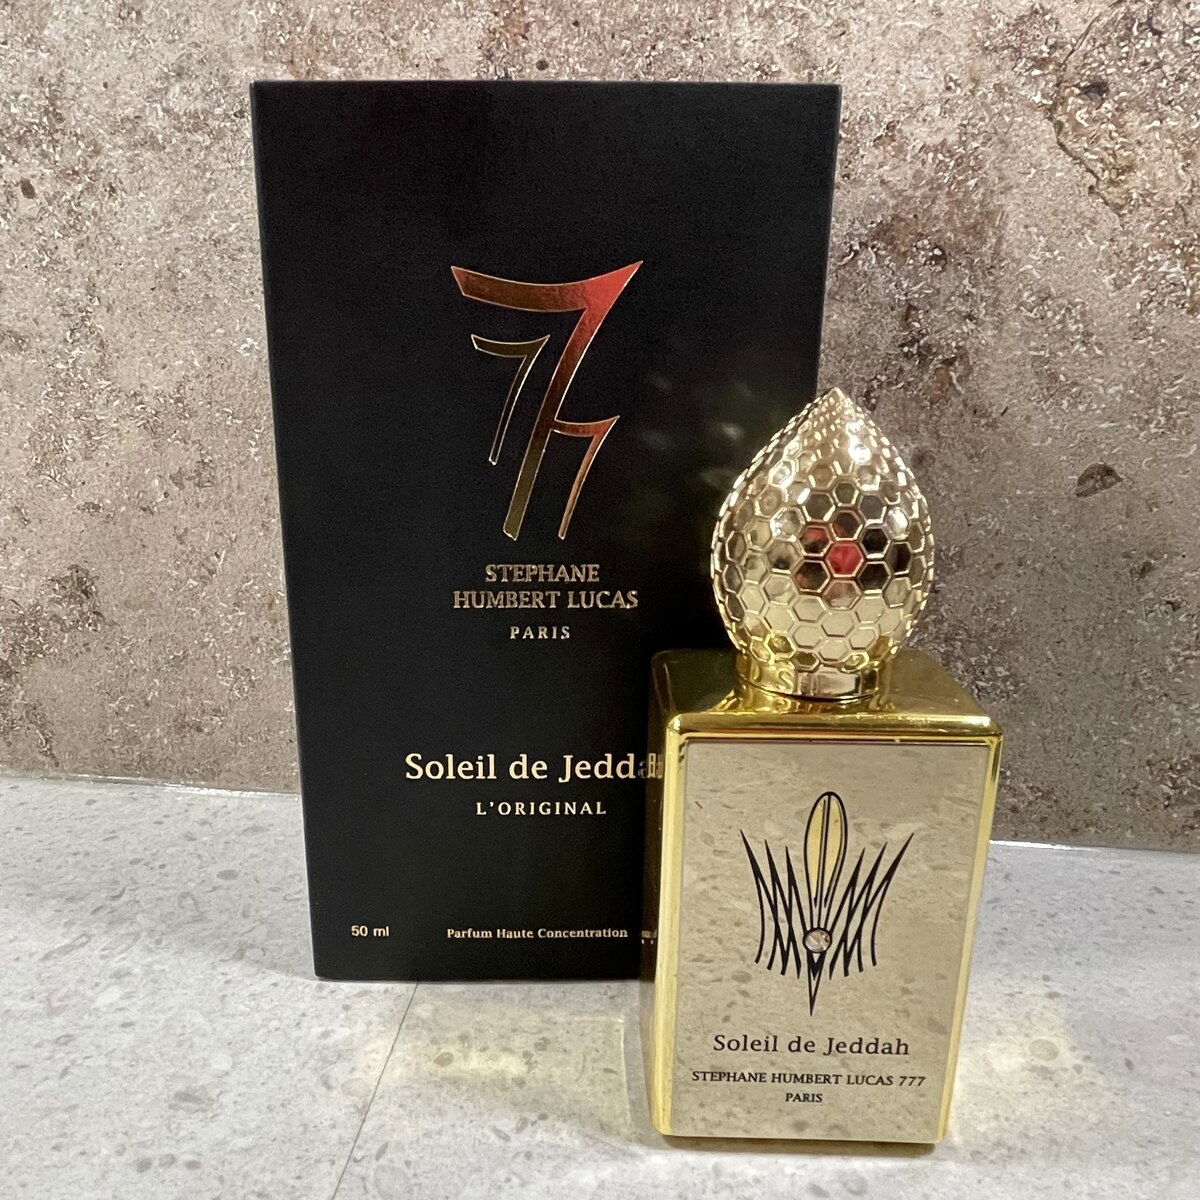 777
STEPHANE
HUMBERT LUCAS
PARIS
Soleil de Jeddah
L'ORIGINAL
50 ml
Parfum Haute Concentration
Soleil de Jeddah
STEPHANE HUMBERT LUCAS 777
PARIS